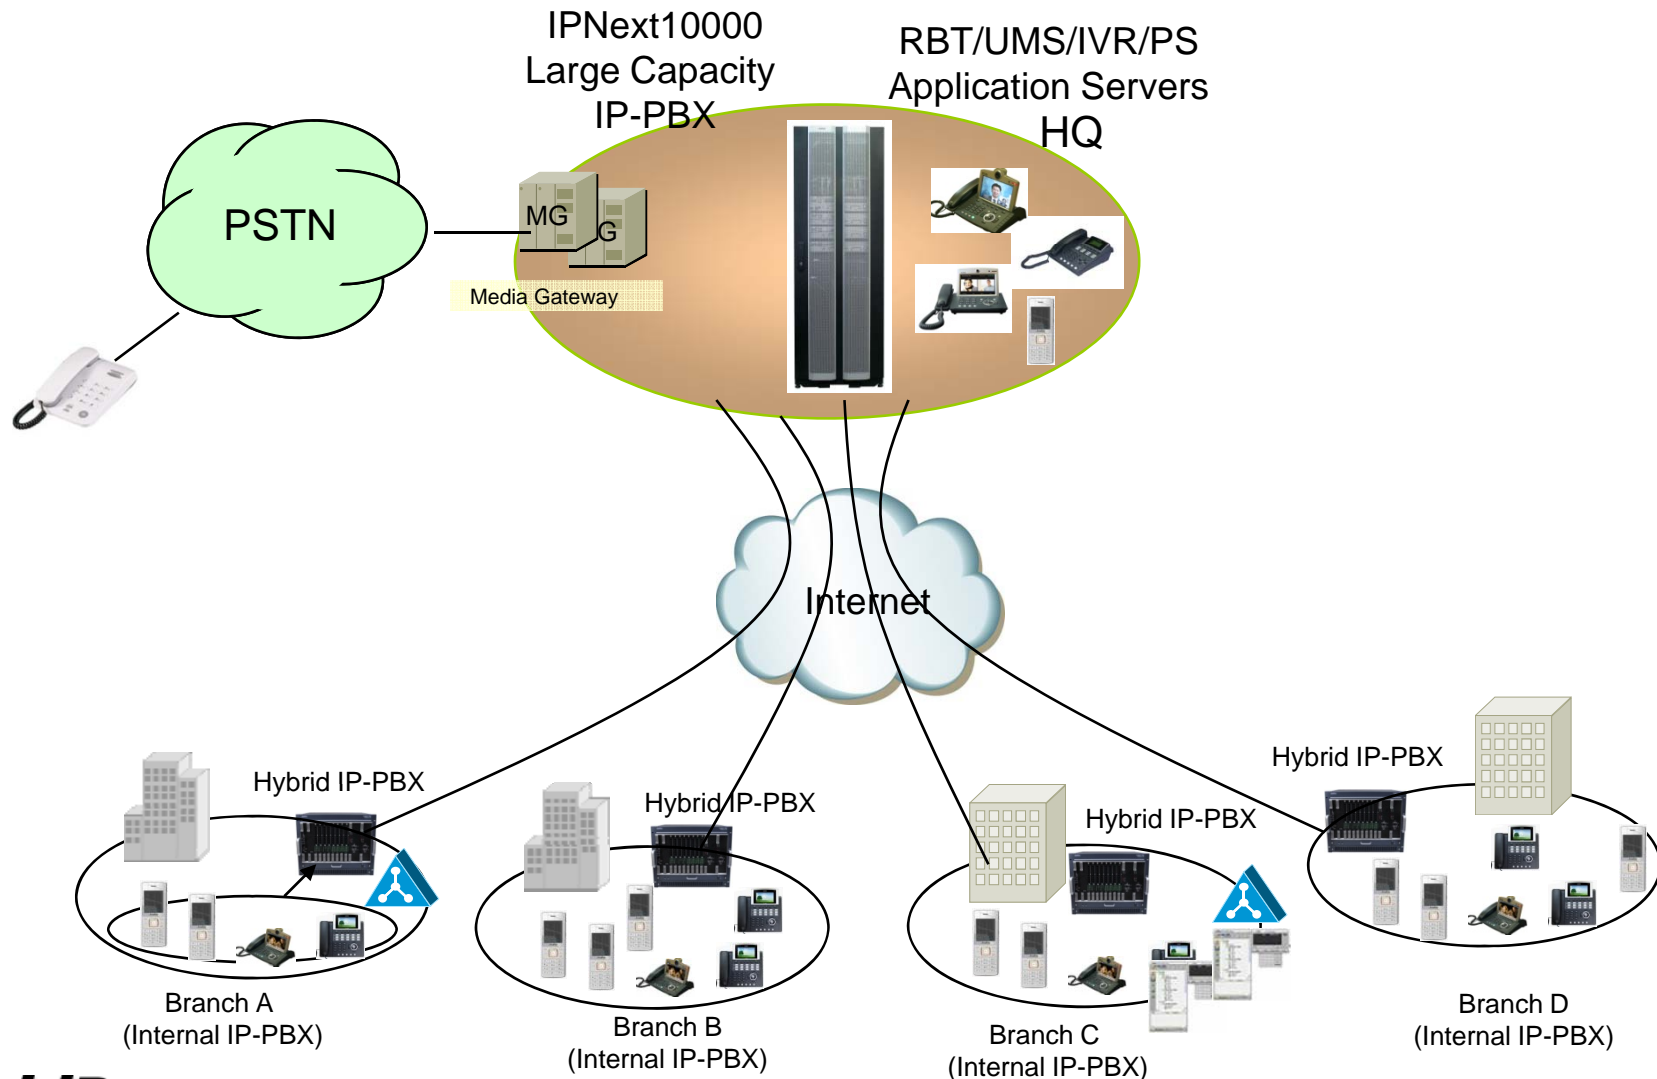 IPNext10000
Large Capacity
IP-PBX
RBT/UMS/IVR/PS
Application Servers
HQ
PSTN
MG
G
Media Gateway
Internet
Hybrid IP-PBX
Hybrid IP-PBX
Hybrid IP-PBX
Hybrid IP-PBX
Branch A
(Internal IP-PBX)
Branch B
(Internal IP-PBX)
Branch C
(Internal IP-PBX)
Branch D
(Internal IP-PBX)